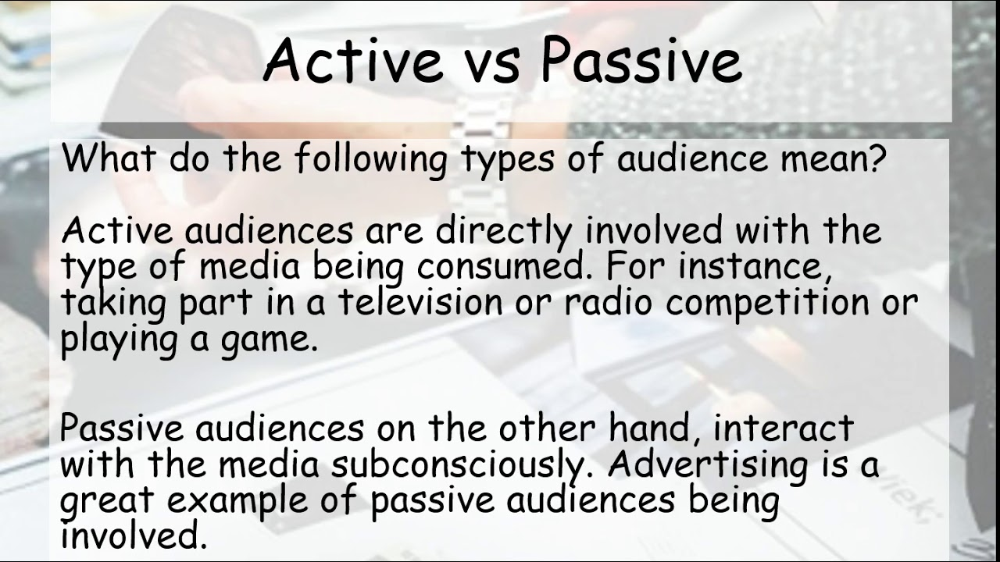 Active vs Passive
What do the following types of audience mean?
Active audiences are directly involved with the
type of media being consumed. For instance,
taking part in a television or radio competition or
playing a game.
Passive audiences on the other hand, interact
with the media subconsciously. Advertising is a
great example of passive audiences being
involved.